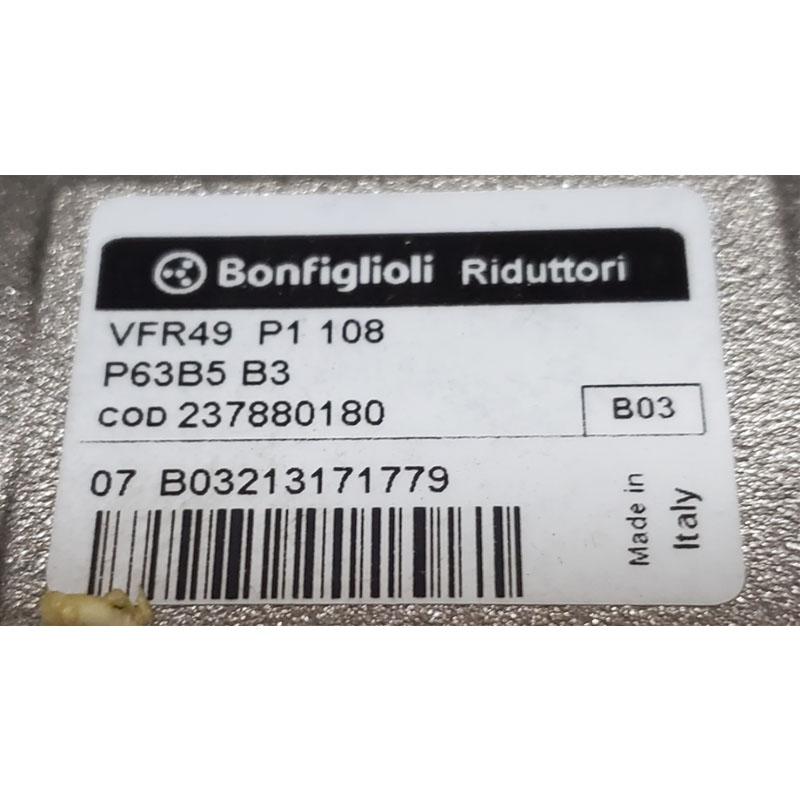 Bonfiglioli Riduttori
VFR49 P1 108
P63B5 B3
COD 237880180
B03
07 B03213171779
Made in
Italy